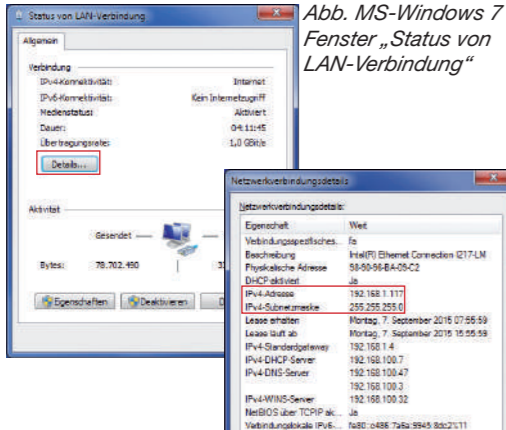 Status von LAN-Verbindung
Abb. MS-Windows 7
Fenster „Status von
LAN-Verbindung“
Allgemein
Verbindung
IPv4-Konnektivität: Internet
IPv6-Konnektivität: Kein Internetzugriff
Medienstatus: Aktiviert
Dauer: 04:11:45
Übertragungsrate: 1,0 GBit/s
Details...
Aktivität
Gesendet
Bytes: 78.702.490
Eigenschaften Deaktivieren D
Netzwerkverbindungsdetails
Netzwerkverbindungsdetails:
Eigenschaft Wert
Verbindungsspezifisches... fa
Beschreibung Intel(R) Ethernet Connection I217-LM
Physikalische Adresse
DHCP aktiviert Ja
IPv4-Adresse 192.168.1.117
IPv4-Subnetzmaske 255.255.255.0
Lease erhalten Montag, 7. September 2015 07:55:59
Lease läuft ab Montag, 7. September 2015 15:55:59
IPv4-Standardgateway 192.168.1.4
IPv4-DHCP-Server 192.168.100.7
IPv4-DNS-Server 192.168.100.47
192.168.100.3
IPv4-WINS-Server 192.168.100.32
NetBIOS über TCPIP ak... Ja
Verbindungslokale IPv6-...